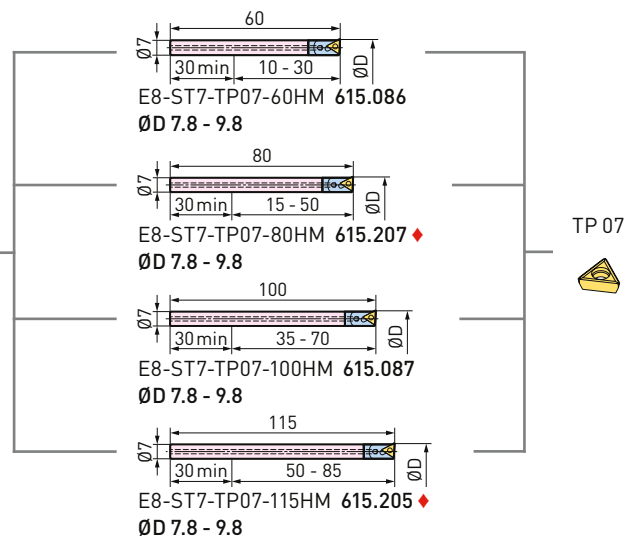 60
Ø7
30 min 10 - 30
ØD
E8-ST7-TP07-60HM 615.086
ØD 7.8 - 9.8
80
Ø7
30 min 15 - 50
ØD
E8-ST7-TP07-80HM 615.207 ♦
ØD 7.8 - 9.8
TP 07
100
Ø7
30 min 35 - 70
ØD
E8-ST7-TP07-100HM 615.087
ØD 7.8 - 9.8
115
Ø7
30 min 50 - 85
ØD
E8-ST7-TP07-115HM 615.205 ♦
ØD 7.8 - 9.8